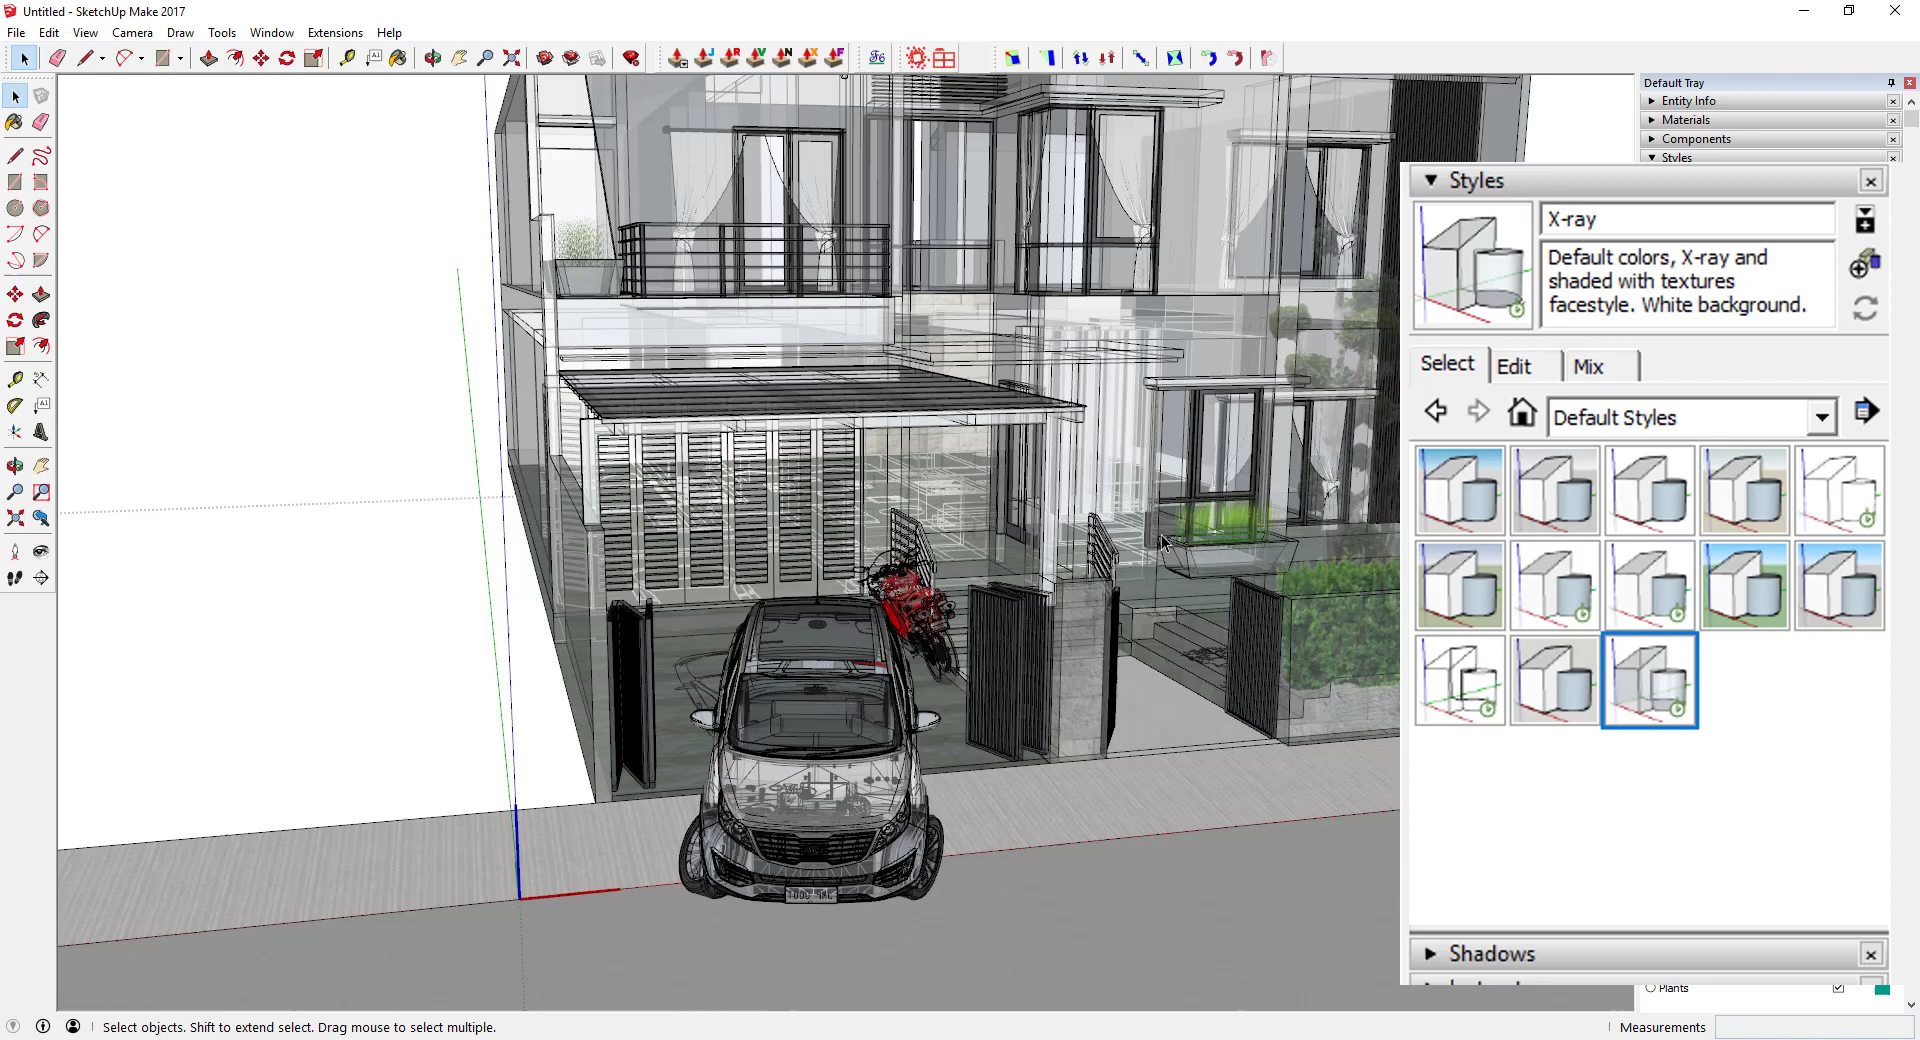 Untitled - SketchUp Make 2017
File Edit View Camera Draw Tools Window Extensions Help
Default Tray
Entity Info
Materials
Components
Styles
Styles
X-ray
Default colors, X-ray and
shaded with textures
facestyle. White background.
Select Edit Mix
Default Styles
Shadows
Plants
Select objects. Shift to extend select. Drag mouse to select multiple.
Measurements